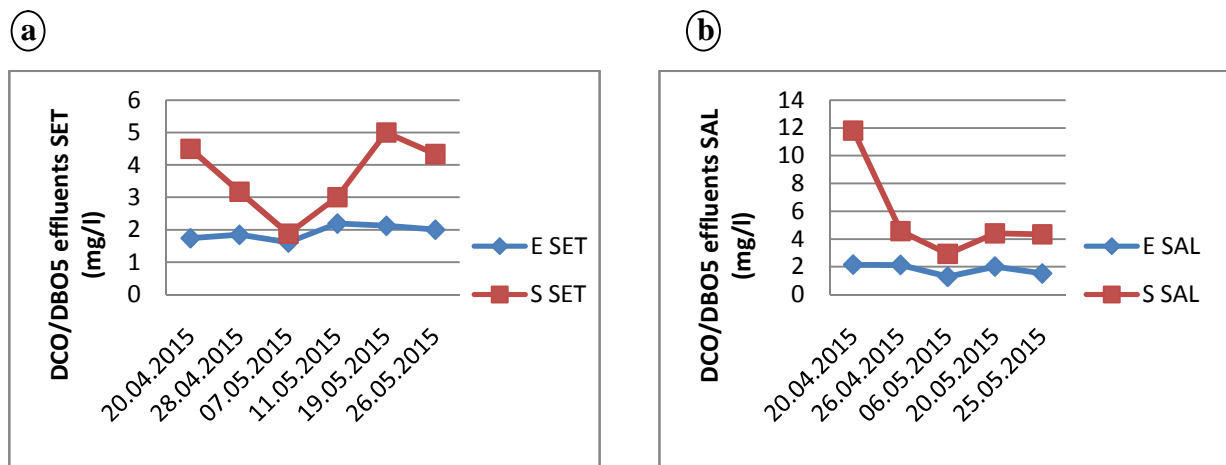 a
DCO/DBO5 effluents SET
(mg/l)
6
5
4
3
2
1
0
20.04.2015
28.04.2015
07.05.2015
11.05.2015
19.05.2015
26.05.2015
E SET
S SET
b
DCO/DBO5 effluents SAL
(mg/l)
14
12
10
8
6
4
2
0
20.04.2015
26.04.2015
06.05.2015
20.05.2015
25.05.2015
E SAL
S SAL